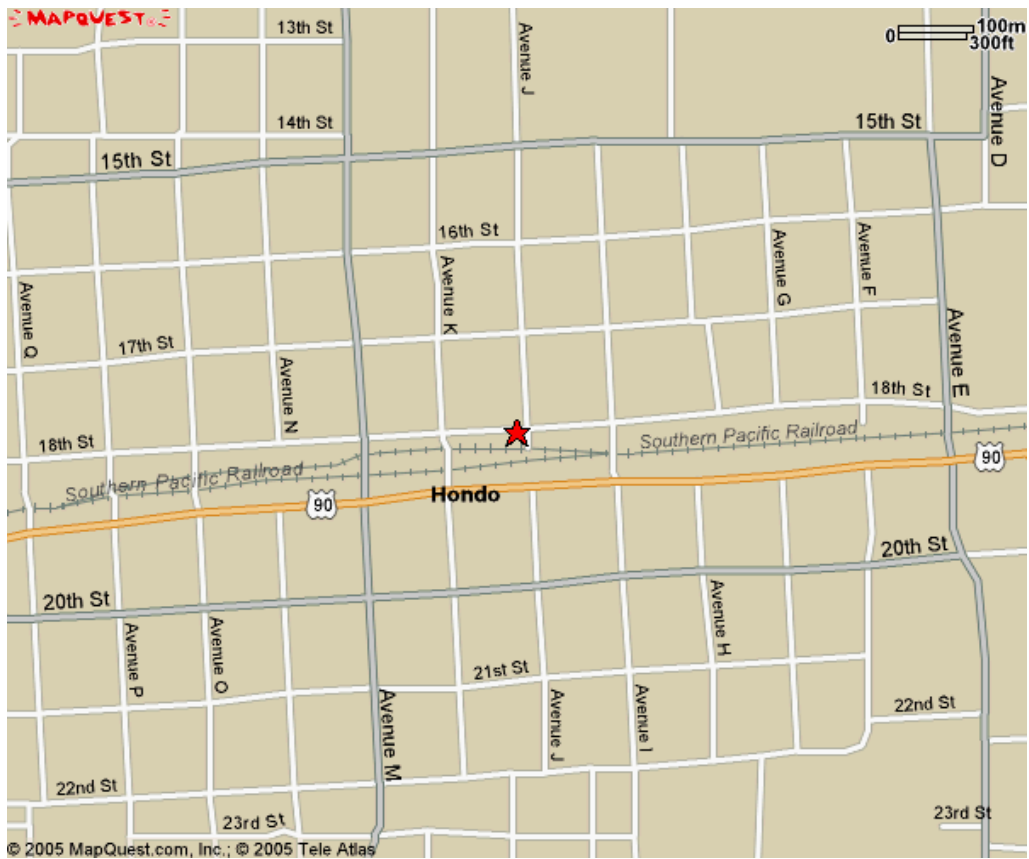 MAPQUEST
13th St
Avenue J
0 100m
300ft
Avenue D
14th St
15th St
15th St
16th St
Avenue K
Avenue G
Avenue F
Avenue Q
17th St
Avenue N
Avenue E
18th St
18th St
Southern Pacific Railroad
Southern Pacific Railroad
90
Hondo
90
20th St
20th St
Avenue P
Avenue O
Avenue H
21st St
Avenue M
Avenue J
Avenue I
22nd St
22nd St
23rd St
23rd St
© 2005 MapQuest.com, Inc.; © 2005 Tele Atlas